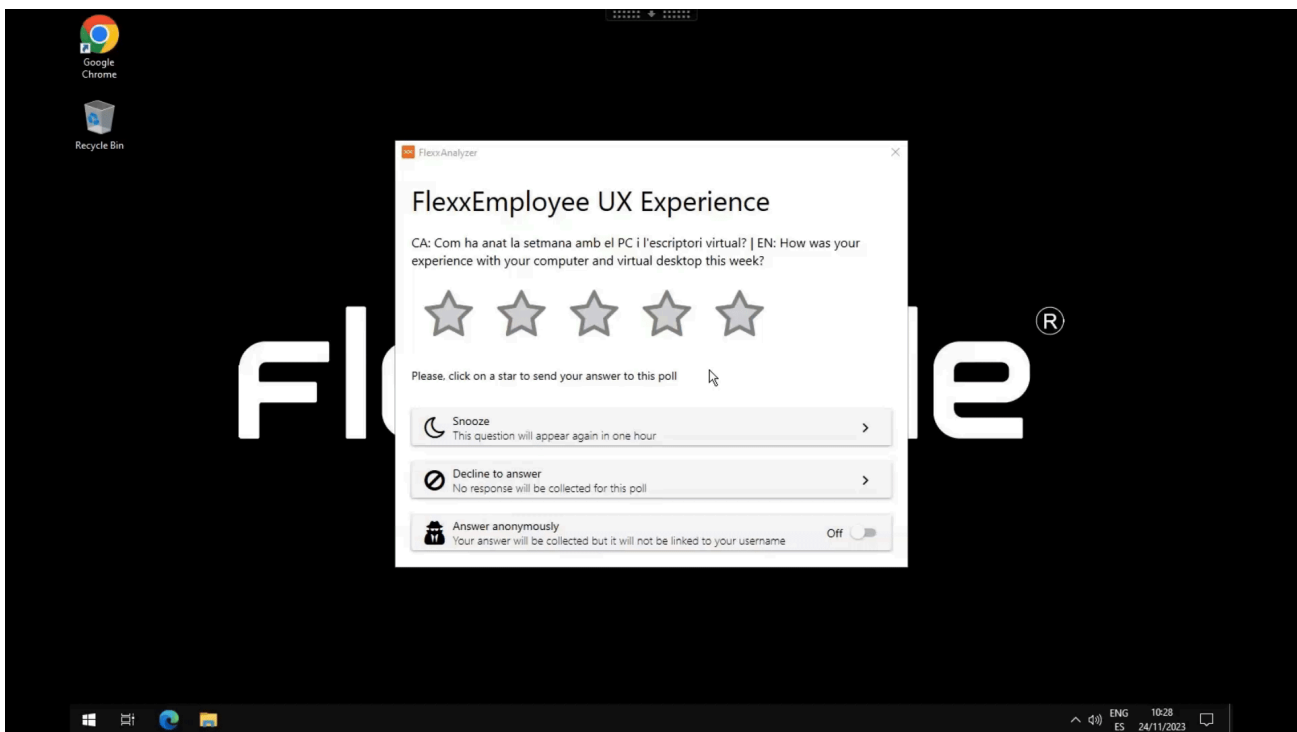 Google
Chrome
Recycle Bin
FlexxAnalyzer
FlexxEmployee UX Experience
CA: Com ha anat la setmana amb el PC i l'escriptori virtual? | EN: How was your
experience with your computer and virtual desktop this week?
®
Please, click on a star to send your answer to this poll
Snooze
This question will appear again in one hour
Decline to answer
No response will be collected for this poll
Answer anonymously
Your answer will be collected but it will not be linked to your username
Off
ENG
ES
10:28
24/11/2023